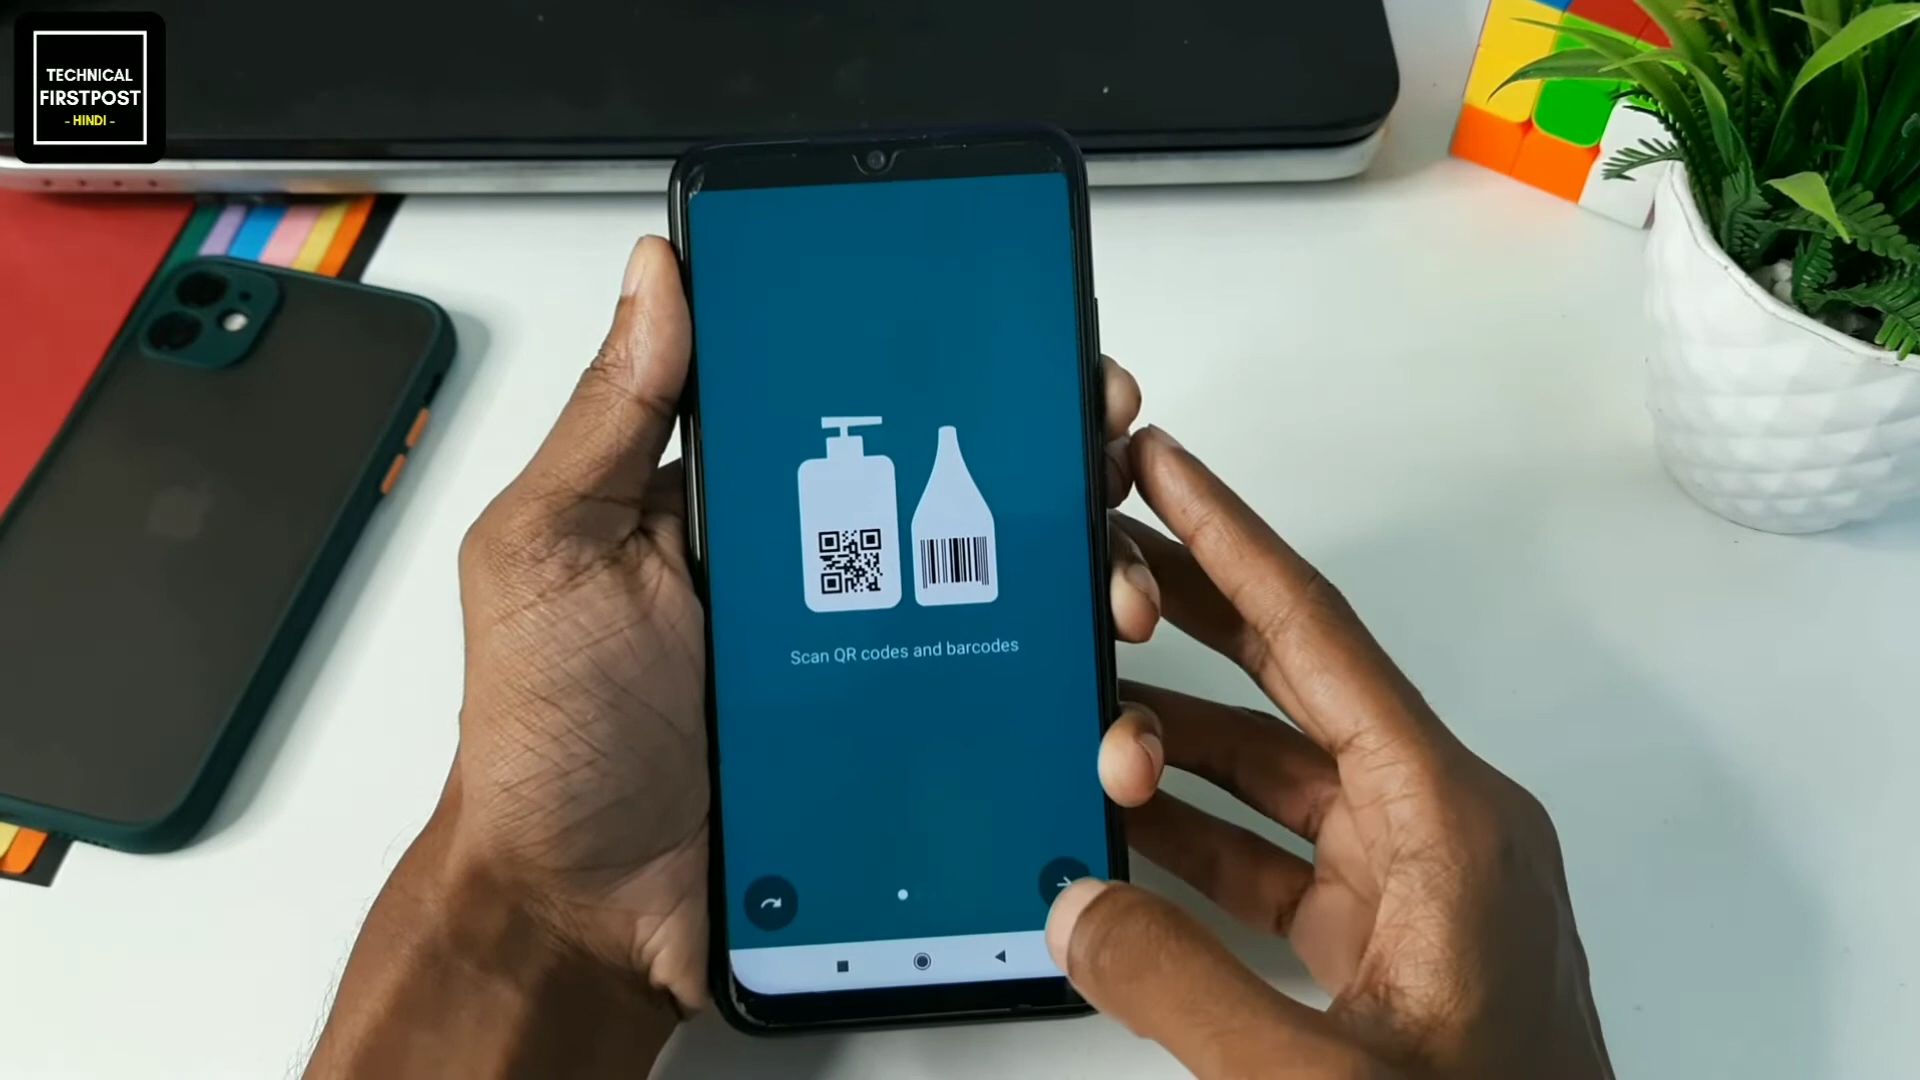 TECHNICAL
FIRSTPOST
- HINDI -
Scan QR codes and barcodes